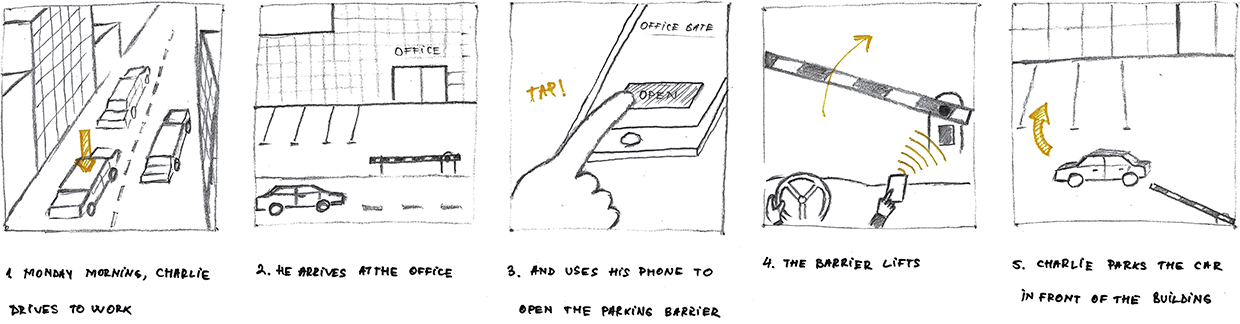 OFFICE
OFFICE GATE
TAP!
OPEN
1 MONDAY MORNING, CHARLIE
DRIVES TO WORK
2. HE ARRIVES AT THE OFFICE
3. AND USES HIS PHONE TO
OPEN THE PARKING BARRIER
4. THE BARRIER LIFTS
5. CHARLIE PARKS THE CAR
IN FRONT OF THE BUILDING